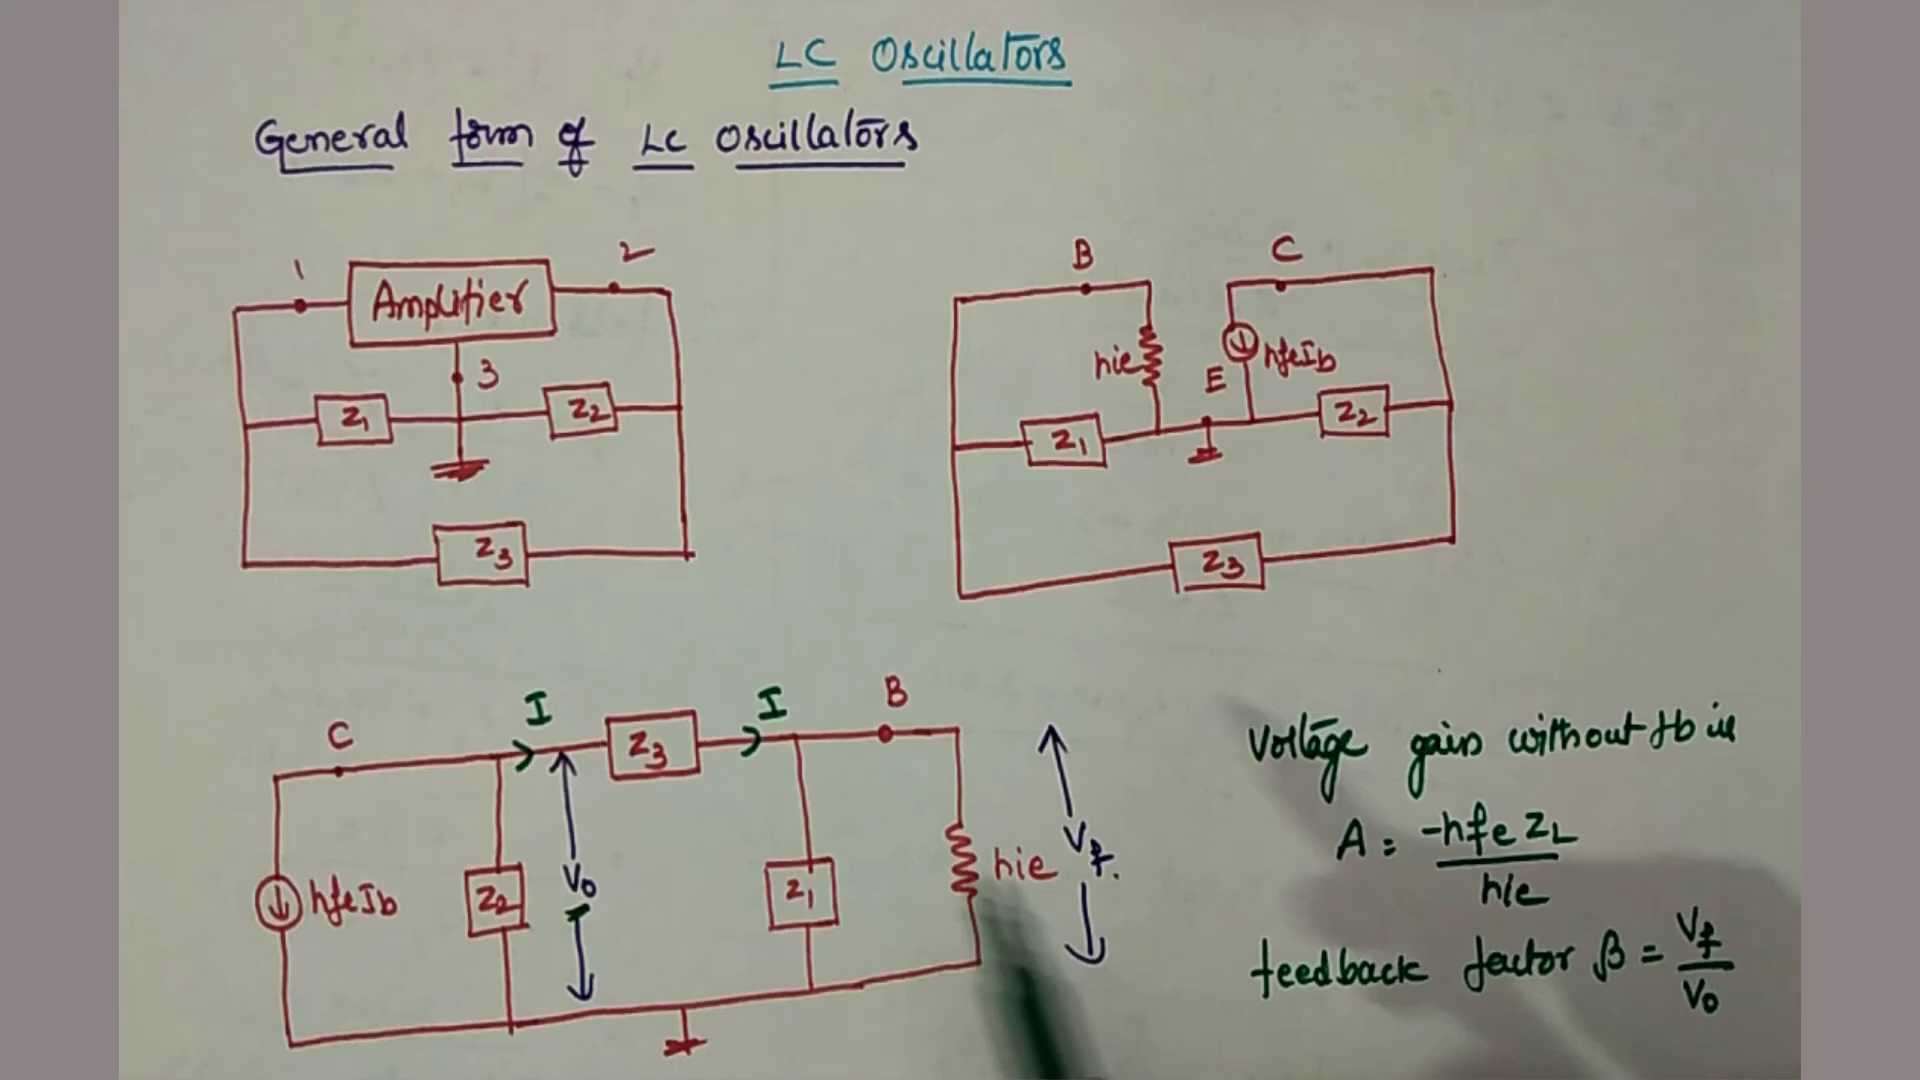 LC Oscillators
General form of LC Oscillators
1
Amplifier
2
3
Z1
Z2
Z3
B
C
hie
hfeIb
E
Z1
Z2
Z3
C
I
Z3
I
B
hfeIb
Z2
Vo
Z1
hie
Vf.
Voltage gain without fb is
A = -hfe ZL
hie
feedback factor β = Vf
Vo